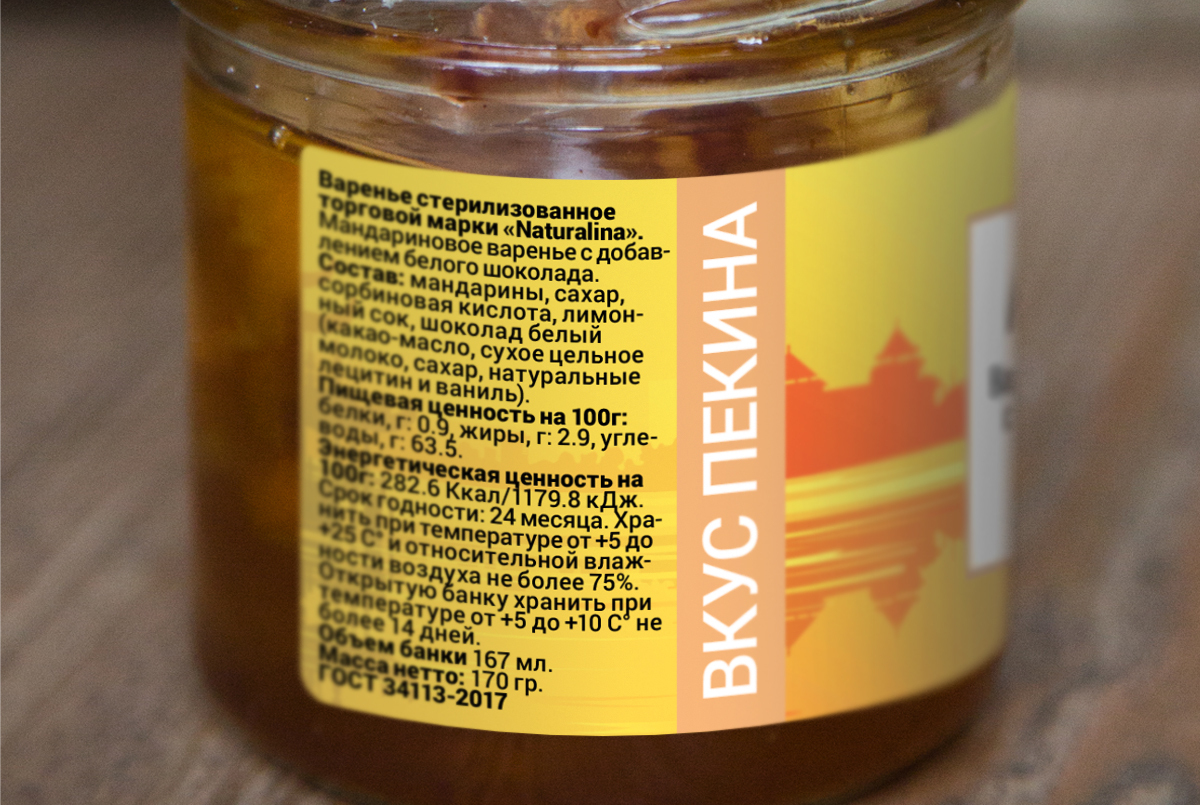 Варенье стерилизованное
торговой марки «Naturalina».
Мандариновое варенье с добав-
лением белого шоколада.
Состав: мандарины, сахар,
сорбиновая кислота, лимон-
ный сок, шоколад белый
(какао-масло, сухое цельное
молоко, сахар, натуральные
лецитин и ваниль).
Пищевая ценность на 100г:
белки, г: 0.9, жиры, г: 2.9, угле-
воды, г: 63.5.
Энергетическая ценность на
100г: 282.6 Ккал/1179.8 кДж.
Срок годности: 24 месяца. Хра-
нить при температуре от +5 до
+25 С° и относительной влаж-
ности воздуха не более 75%.
Открытую банку хранить при
температуре от +5 до +10 С° не
более 14 дней.
Объем банки 167 мл.
Масса нетто: 170 гр.
ГОСТ 34113-2017
ВКУС ПЕКИНА